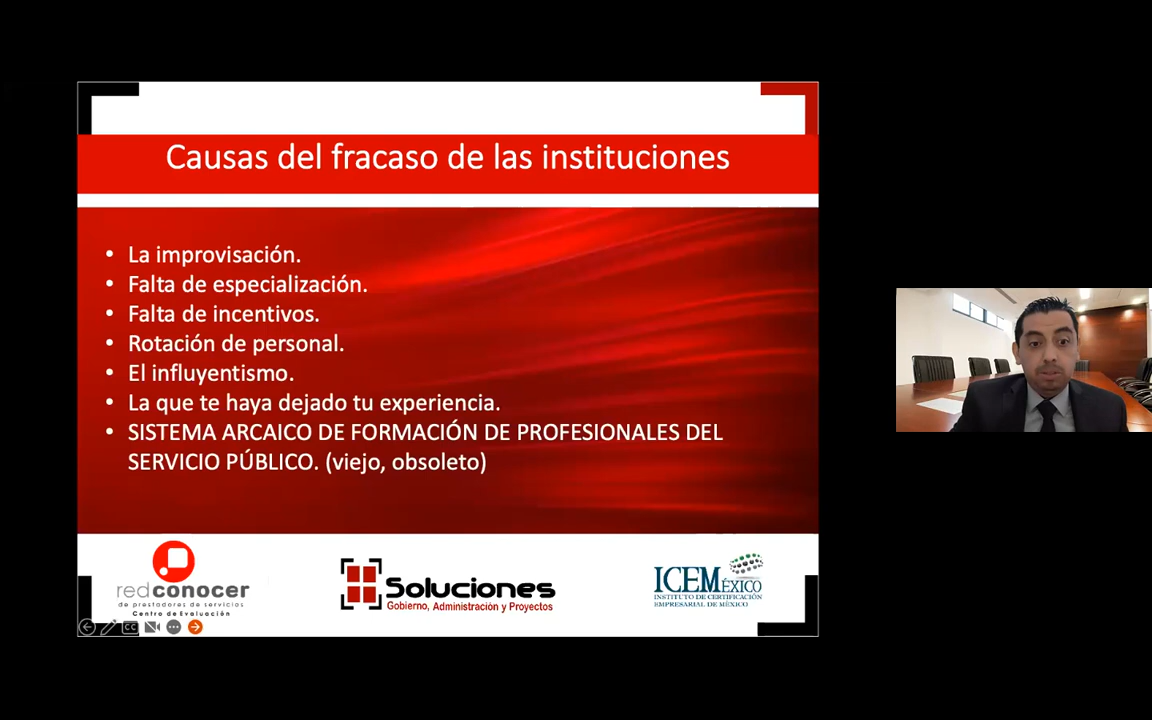 Causas del fracaso de las instituciones
• La improvisación.
• Falta de especialización.
• Falta de incentivos.
• Rotación de personal.
• El influyentismo.
• La que te haya dejado tu experiencia.
• SISTEMA ARCAICO DE FORMACIÓN DE PROFESIONALES DEL
SERVICIO PÚBLICO. (viejo, obsoleto)
redconocer
de prestadores de servicios
Centro de Evaluación
Soluciones
Gobierno, Administración y Proyectos
ICEMÉXICO
INSTITUTO DE CERTIFICACIÓN
EMPRESARIAL DE MÉXICO
CC